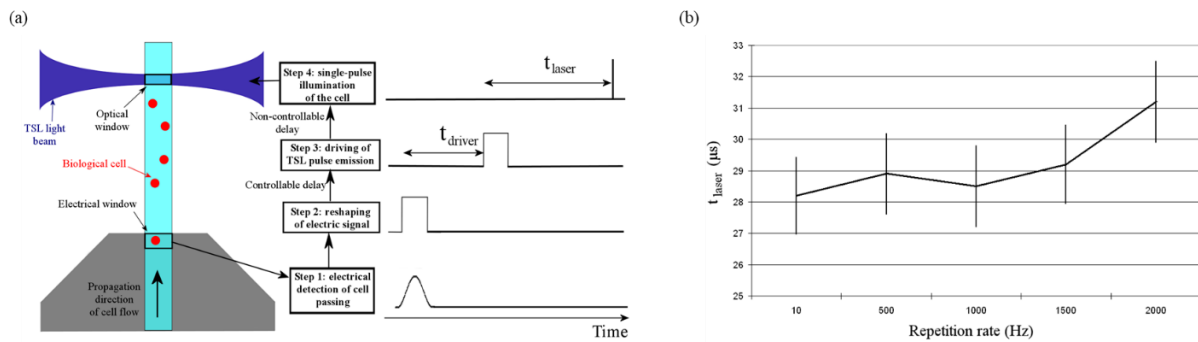 (a)
TSL light
beam
Optical
window
Biological cell
Electrical window
Propagation
direction
of cell flow
Step 4: single-pulse
illumination
of the cell
Non-controllable
delay
Step 3: driving of
TSL pulse emission
Controllable delay
Step 2: reshaping
of electric signal
Step 1: electrical
detection of cell
passing
t laser
t driver
Time
(b)
t laser (μs)
33
32
31
30
29
28
27
26
25
10 500 1000 1500 2000
Repetition rate (Hz)